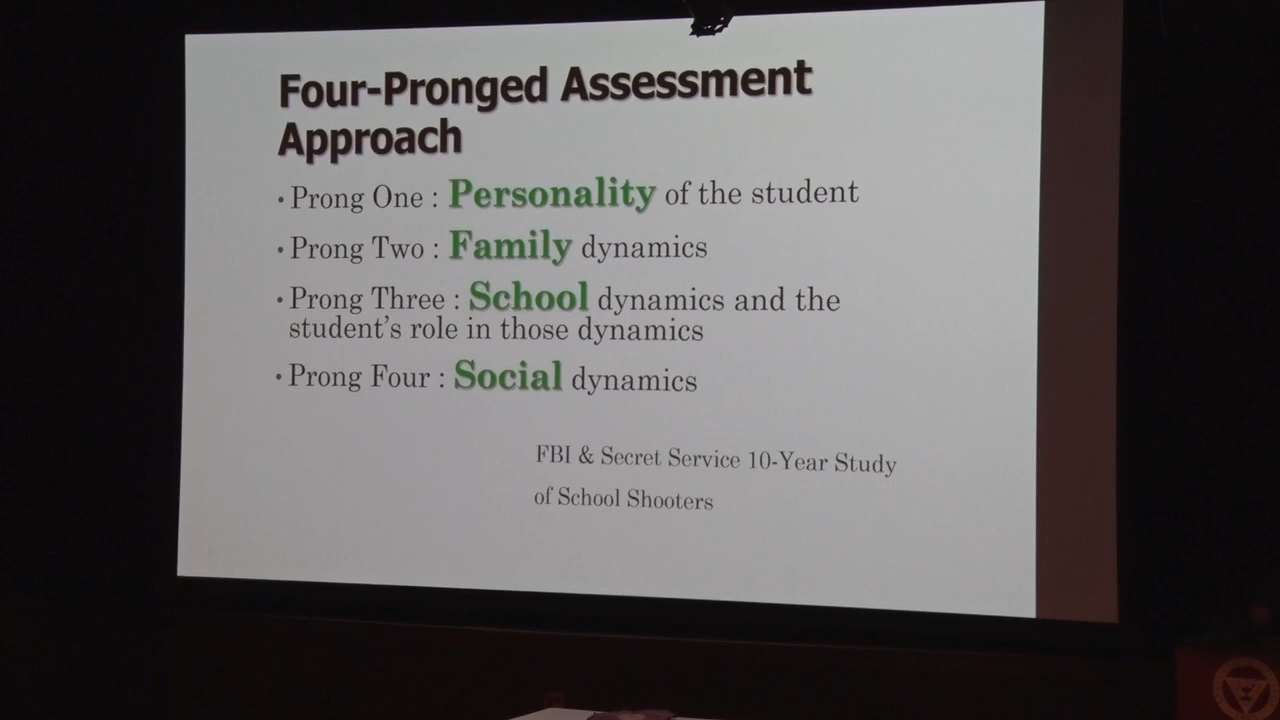 Four-Pronged Assessment
Approach
• Prong One : Personality of the student
• Prong Two : Family dynamics
• Prong Three : School dynamics and the
student's role in those dynamics
• Prong Four : Social dynamics
FBI & Secret Service 10-Year Study
of School Shooters